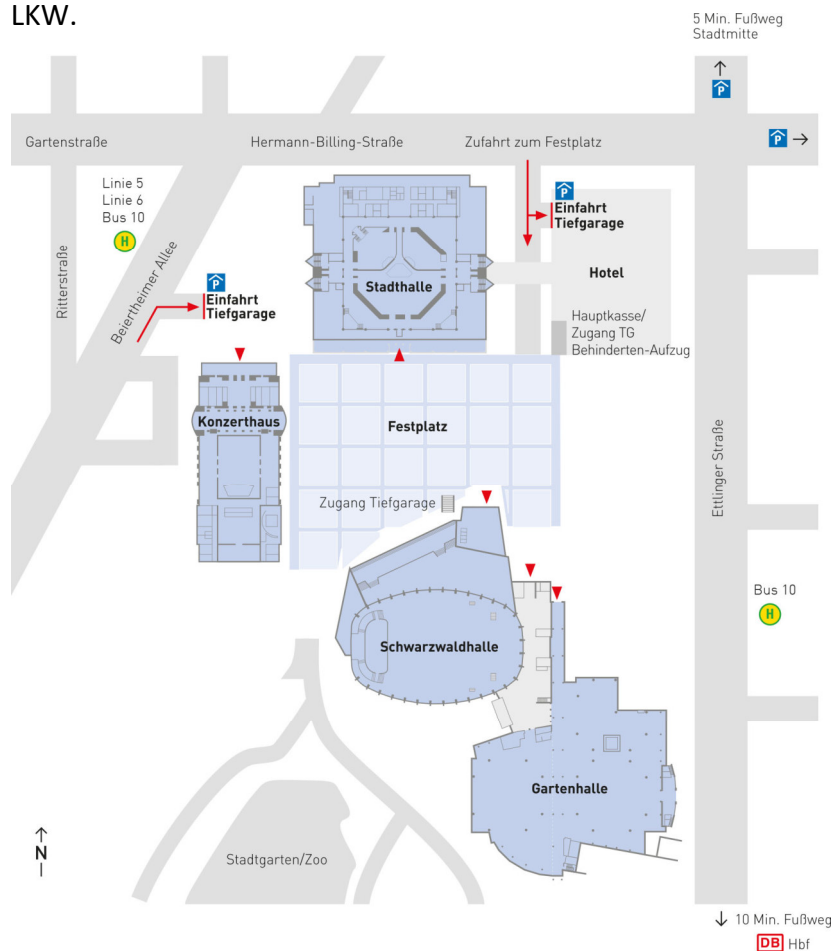 LKW.
5 Min. Fußweg
Stadtmitte
P
Gartenstraße
Hermann-Billing-Straße
Zufahrt zum Festplatz
P
Linie 5
Linie 6
Bus 10
H
P
Einfahrt
Tiefgarage
Ritterstraße
Beiertheimer Allee
P
Einfahrt
Tiefgarage
Stadthalle
Hotel
Hauptkasse/
Zugang TG
Behinderten-Aufzug
Konzerthaus
Festplatz
Ettlinger Straße
Zugang Tiefgarage
Bus 10
H
Schwarzwaldhalle
Gartenhalle
Stadtgarten/Zoo
N
10 Min. Fußweg
DB Hbf